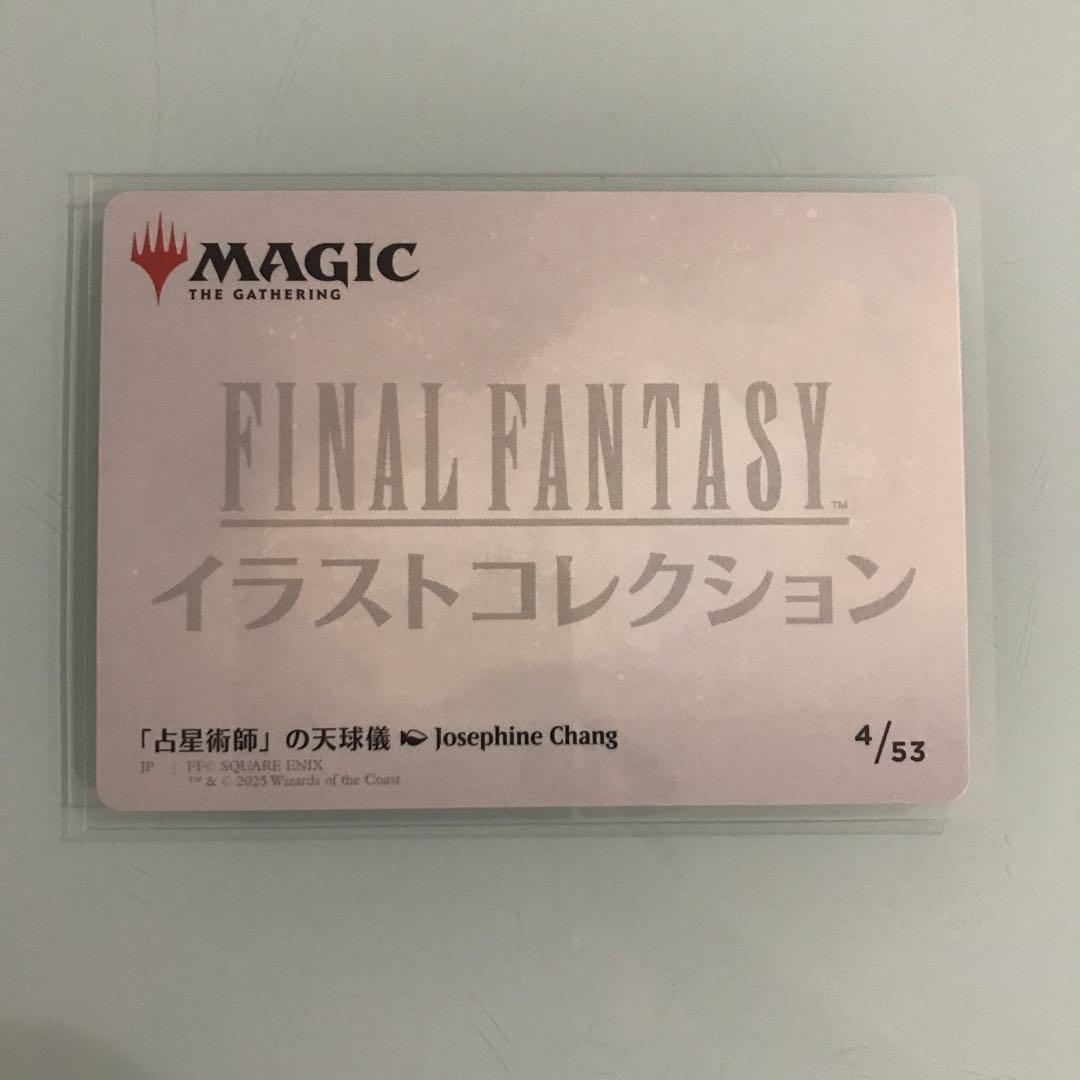 MAGIC
THE GATHERING
FINAL FANTASY™
イラストコレクション
「占星術師」の天球儀 Josephine Chang
4/53
JP FF© SQUARE ENIX
™ & © 2025 Wizards of the Coast